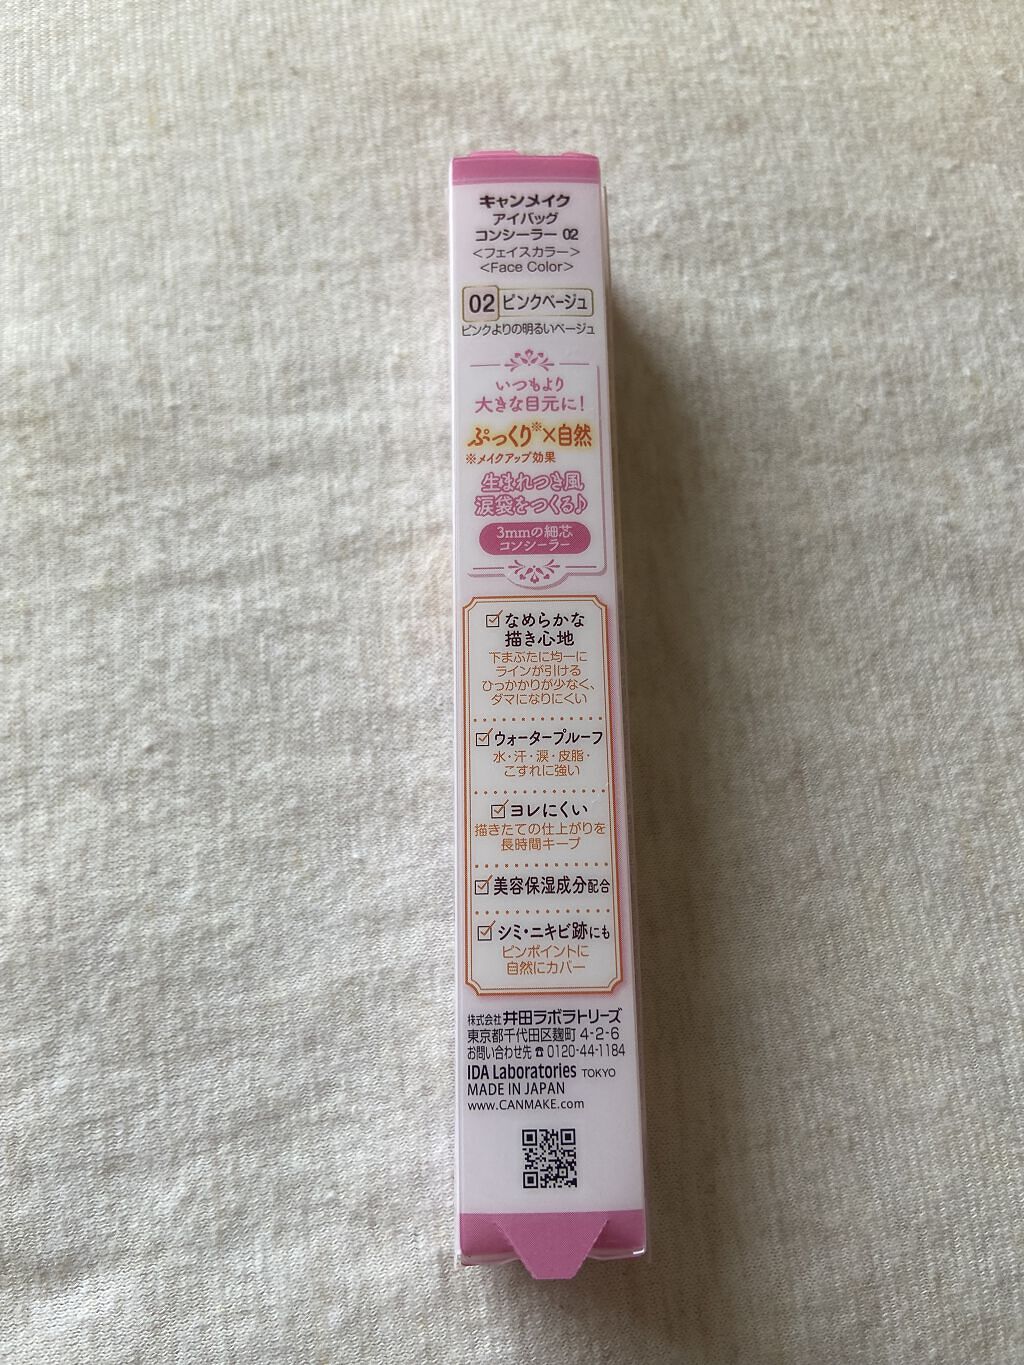 キャンメイク
アイバッグ
コンシーラー 02
<フェイスカラー>
<Face Color>
02 ピンクベージュ
ピンクよりの明るいベージュ
いつもより
大きな目元に!
ぷっくり※×自然
※メイクアップ効果
生まれつき風
涙袋をつくる♪
3mmの細芯
コンシーラー
なめらかな
描き心地
下まぶたに均一に
ラインが引ける
ひっかかりが少なく、
ダマになりにくい
ウォータープルーフ
水・汗・涙・皮脂・
こすれに強い
ヨレにくい
描きたての仕上がりを
長時間キープ
美容保湿成分配合
シミ・ニキビ跡にも
ピンポイントに
自然にカバー
株式会社 井田ラボラトリーズ
東京都千代田区麹町 4-2-6
お問い合わせ先 ☎ 0120-44-1184
IDA Laboratories TOKYO
MADE IN JAPAN
www.CANMAKE.com